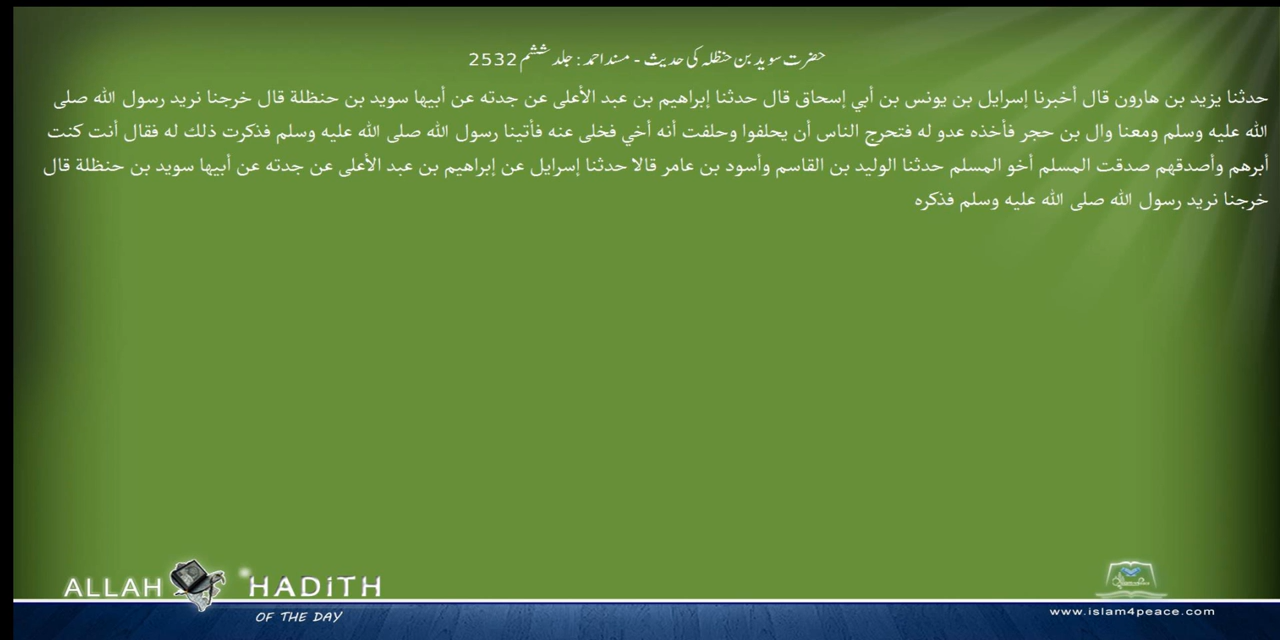 حضرت سوید بن حنظلہ کی حدیث - مسند احمد : جلد ششم 2532
حدثنا يزيد بن هارون قال أخبرنا إسرايل بن يونس بن أبي إسحاق قال حدثنا إبراهيم بن عبد الأعلى عن جدته عن أبيها سويد بن حنظلة قال خرجنا نريد رسول الله صلى
الله عليه وسلم ومعنا وال بن حجر فأخذه عدو له فتحرج الناس أن يحلفوا وحلفت أنه أخي فخلى عنه فأتينا رسول الله صلى الله عليه وسلم فذكرت ذلك له فقال أنت كنت
أبرهم وأصدقهم صدقت المسلم أخو المسلم حدثنا الوليد بن القاسم وأسود بن عامر قالا حدثنا إسرايل عن إبراهيم بن عبد الأعلى عن جدته عن أبيها سويد بن حنظلة قال
خرجنا نريد رسول الله صلى الله عليه وسلم فذكره
ALLAH HADiTH
OF THE DAY
www.islam4peace.com